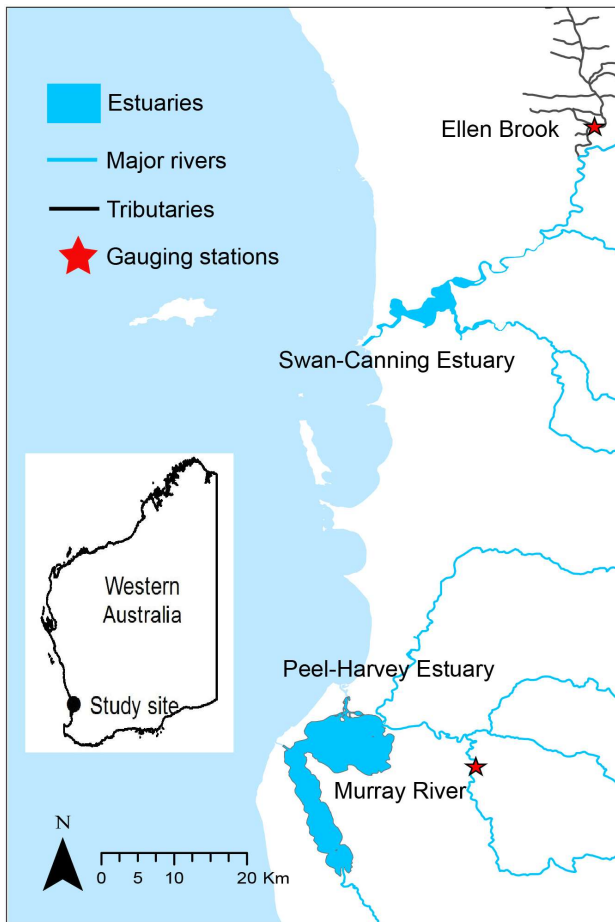 Estuaries
Major rivers
Tributaries
Gauging stations
Ellen Brook
Swan-Canning Estuary
Western
Australia
Study site
Peel-Harvey Estuary
Murray River
N
0 5 10 20 Km